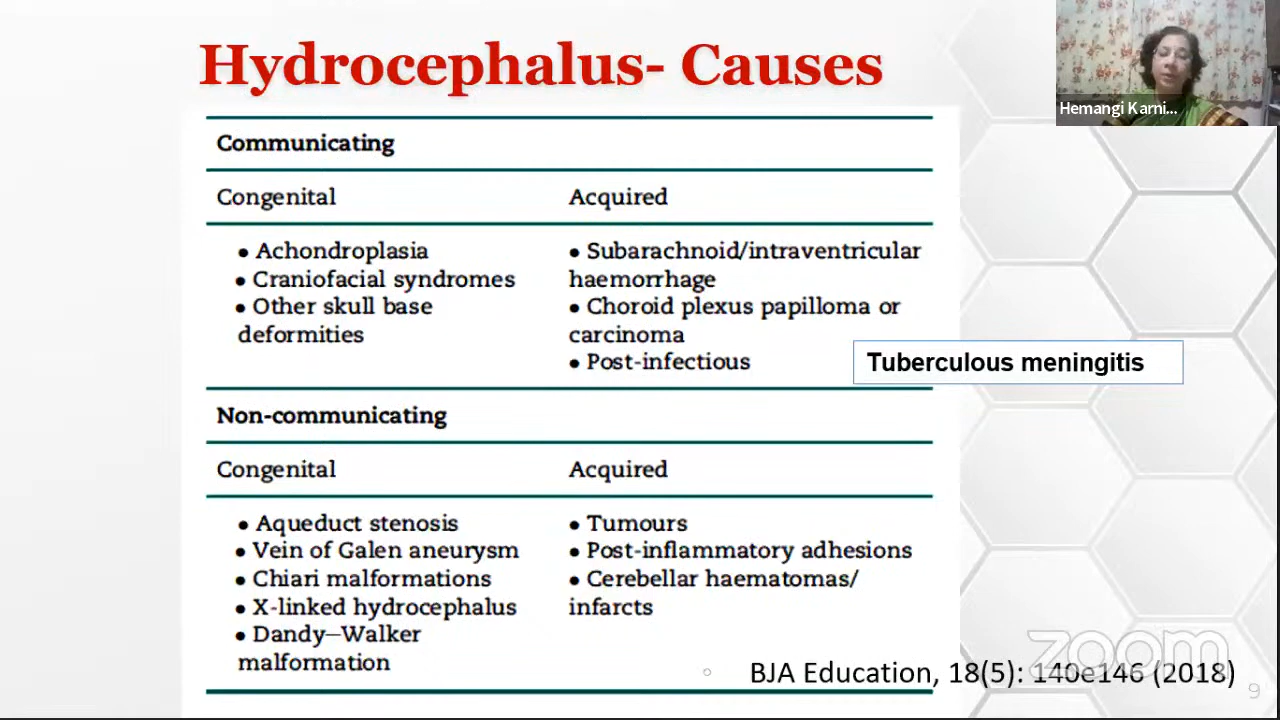 Hydrocephalus- Causes
Hemangi Karni...
Communicating
Congenital Acquired
• Achondroplasia
• Craniofacial syndromes
• Other skull base
deformities
• Subarachnoid/intraventricular
haemorrhage
• Choroid plexus papilloma or
carcinoma
• Post-infectious
Tuberculous meningitis
Non-communicating
Congenital Acquired
• Aqueduct stenosis
• Vein of Galen aneurysm
• Chiari malformations
• X-linked hydrocephalus
• Dandy—Walker
malformation
• Tumours
• Post-inflammatory adhesions
• Cerebellar haematomas/
infarcts
zoom
◦ BJA Education, 18(5): 140e146 (2018)
9